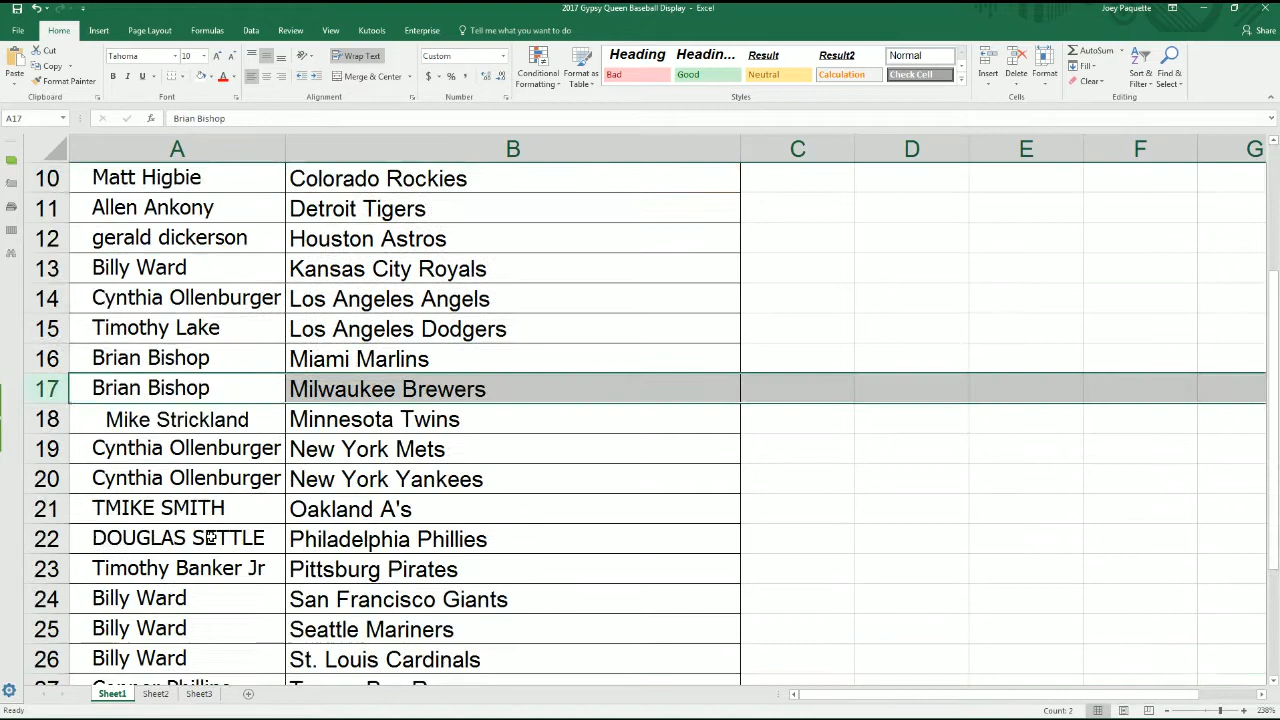 2017 Gypsy Queen Baseball Display - Excel
Joey Paquette
File Home Insert Page Layout Formulas Data Review View Kutools Enterprise Tell me what you want to do Share
Paste Cut Copy Format Painter Clipboard
Tahoma 10 B I U A Font
Wrap Text Merge & Center Alignment
Custom $ % Number
Conditional Formatting Format as Table
Heading Headin... Result Result2 Normal
Bad Good Neutral Calculation Check Cell
Styles
Insert Delete Format Cells
AutoSum Fill Clear Sort & Filter Find & Select Editing
A17 fx Brian Bishop
A B C D E F G
10 Matt Higbie Colorado Rockies
11 Allen Ankony Detroit Tigers
12 gerald dickerson Houston Astros
13 Billy Ward Kansas City Royals
14 Cynthia Ollenburger Los Angeles Angels
15 Timothy Lake Los Angeles Dodgers
16 Brian Bishop Miami Marlins
17 Brian Bishop Milwaukee Brewers
18 Mike Strickland Minnesota Twins
19 Cynthia Ollenburger New York Mets
20 Cynthia Ollenburger New York Yankees
21 TMIKE SMITH Oakland A's
22 DOUGLAS SETTLE Philadelphia Phillies
23 Timothy Banker Jr Pittsburg Pirates
24 Billy Ward San Francisco Giants
25 Billy Ward Seattle Mariners
26 Billy Ward St. Louis Cardinals
Sheet1 Sheet2 Sheet3
Ready Count: 2 238%